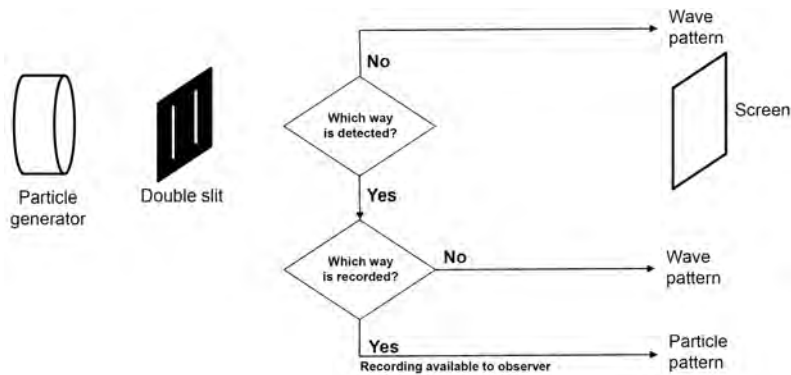 Particle
generator
Double slit
No
Which way
is detected?
Yes
Which way
is recorded?
No
Yes
Recording available to observer
Wave
pattern
Screen
Wave
pattern
Particle
pattern